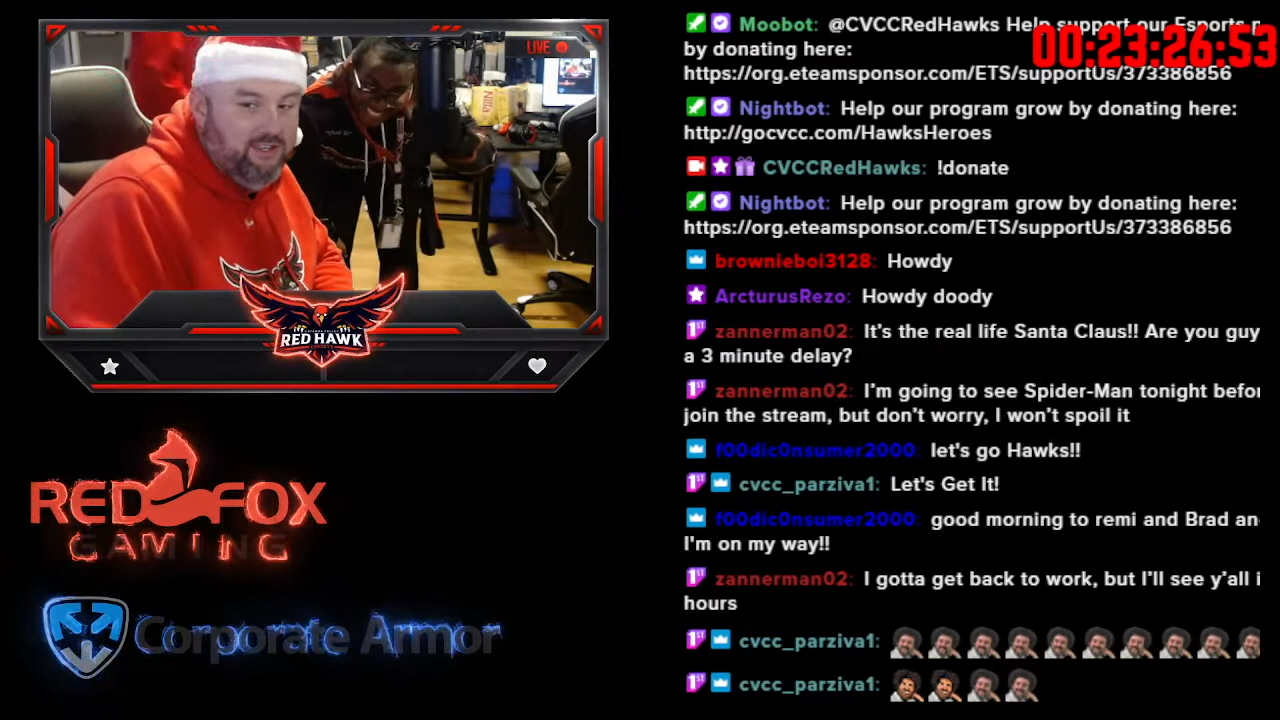 LIVE
Nilla
RED HAWK
ESPORTS
RED FOX
GAMING
Corporate Armor
00:23:26:53
Moobot: @CVCCRedHawks Help support our Esports
by donating here:
https://org.eteamsponsor.com/ETS/supportUs/373386856
Nightbot: Help our program grow by donating here:
http://gocvcc.com/HawksHeroes
CVCCRedHawks: !donate
Nightbot: Help our program grow by donating here:
https://org.eteamsponsor.com/ETS/supportUs/373386856
brownieboi3128: Howdy
ArcturusRezo: Howdy doody
zannerman02: It's the real life Santa Claus!! Are you guy
a 3 minute delay?
zannerman02: I'm going to see Spider-Man tonight befor
join the stream, but don't worry, I won't spoil it
f00dic0nsumer2000: let's go Hawks!!
cvcc_parziva1: Let's Get It!
f00dic0nsumer2000: good morning to remi and Brad an
I'm on my way!!
zannerman02: I gotta get back to work, but I'll see y'all i
hours
cvcc_parziva1:
cvcc_parziva1: